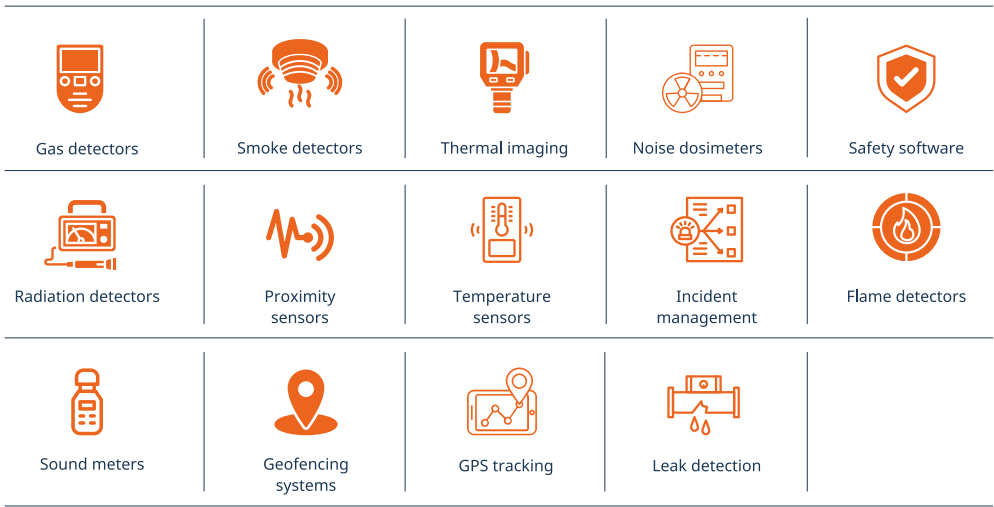 Gas detectors
Smoke detectors
Thermal imaging
Noise dosimeters
Safety software
Radiation detectors
Proximity
sensors
Temperature
sensors
Incident
management
Flame detectors
Sound meters
Geofencing
systems
GPS tracking
Leak detection